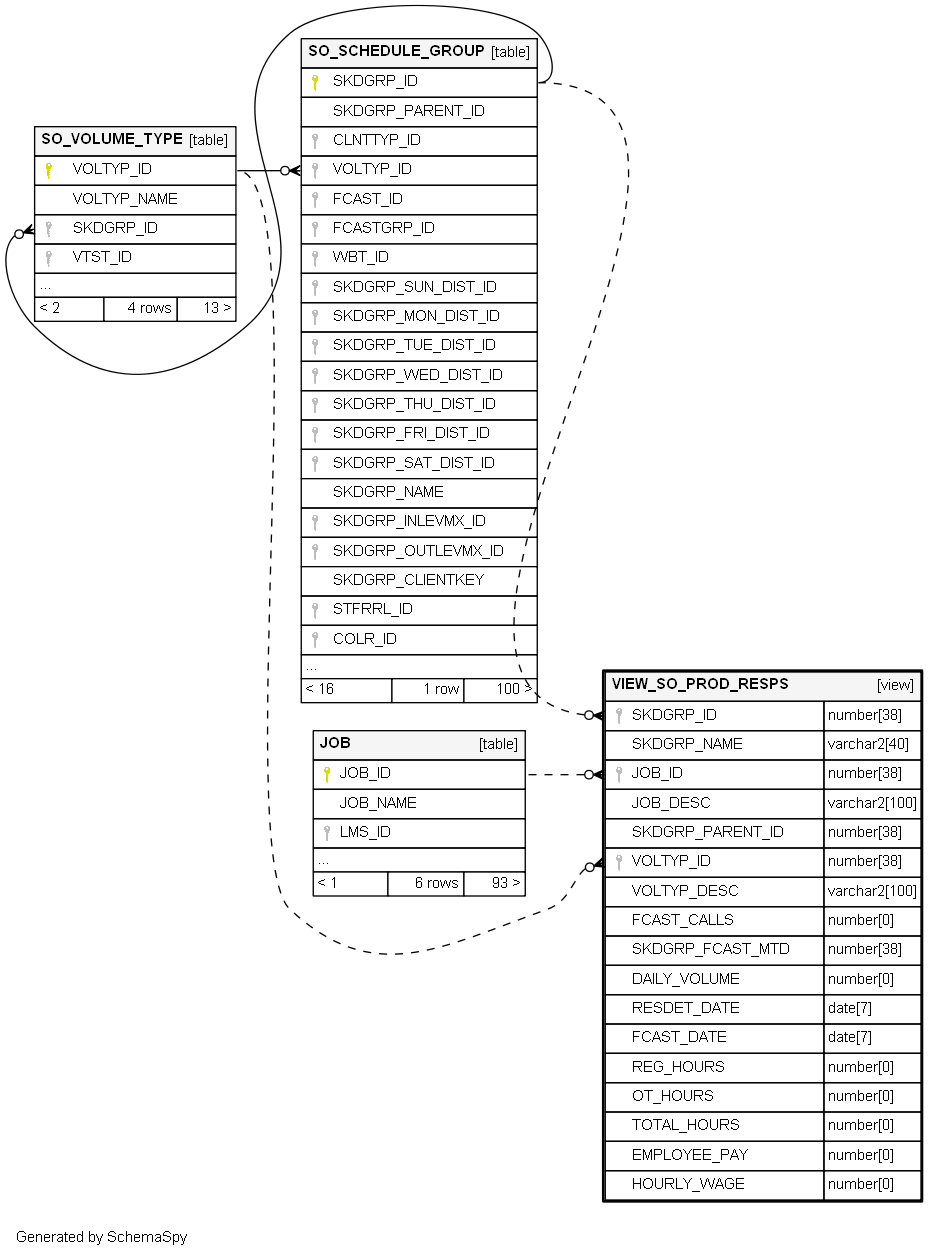 SO_SCHEDULE_GROUP [table]
SKDGRP_ID
SKDGRP_PARENT_ID
CLNTTYP_ID
VOLTYP_ID
FCAST_ID
FCASTGRP_ID
WBT_ID
SKDGRP_SUN_DIST_ID
SKDGRP_MON_DIST_ID
SKDGRP_TUE_DIST_ID
SKDGRP_WED_DIST_ID
SKDGRP_THU_DIST_ID
SKDGRP_FRI_DIST_ID
SKDGRP_SAT_DIST_ID
SKDGRP_NAME
SKDGRP_INLEVMX_ID
SKDGRP_OUTLEVMX_ID
SKDGRP_CLIENTKEY
STFRRL_ID
COLR_ID
...
< 16 1 row 100 >
SO_VOLUME_TYPE [table]
VOLTYP_ID
VOLTYP_NAME
SKDGRP_ID
VTST_ID
...
< 2 4 rows 13 >
JOB [table]
JOB_ID
JOB_NAME
LMS_ID
...
< 1 6 rows 93 >
VIEW_SO_PROD_RESPS [view]
SKDGRP_ID number[38]
SKDGRP_NAME varchar2[40]
JOB_ID number[38]
JOB_DESC varchar2[100]
SKDGRP_PARENT_ID number[38]
VOLTYP_ID number[38]
VOLTYP_DESC varchar2[100]
FCAST_CALLS number[0]
SKDGRP_FCAST_MTD number[38]
DAILY_VOLUME number[0]
RESDET_DATE date[7]
FCAST_DATE date[7]
REG_HOURS number[0]
OT_HOURS number[0]
TOTAL_HOURS number[0]
EMPLOYEE_PAY number[0]
HOURLY_WAGE number[0]
Generated by SchemaSpy